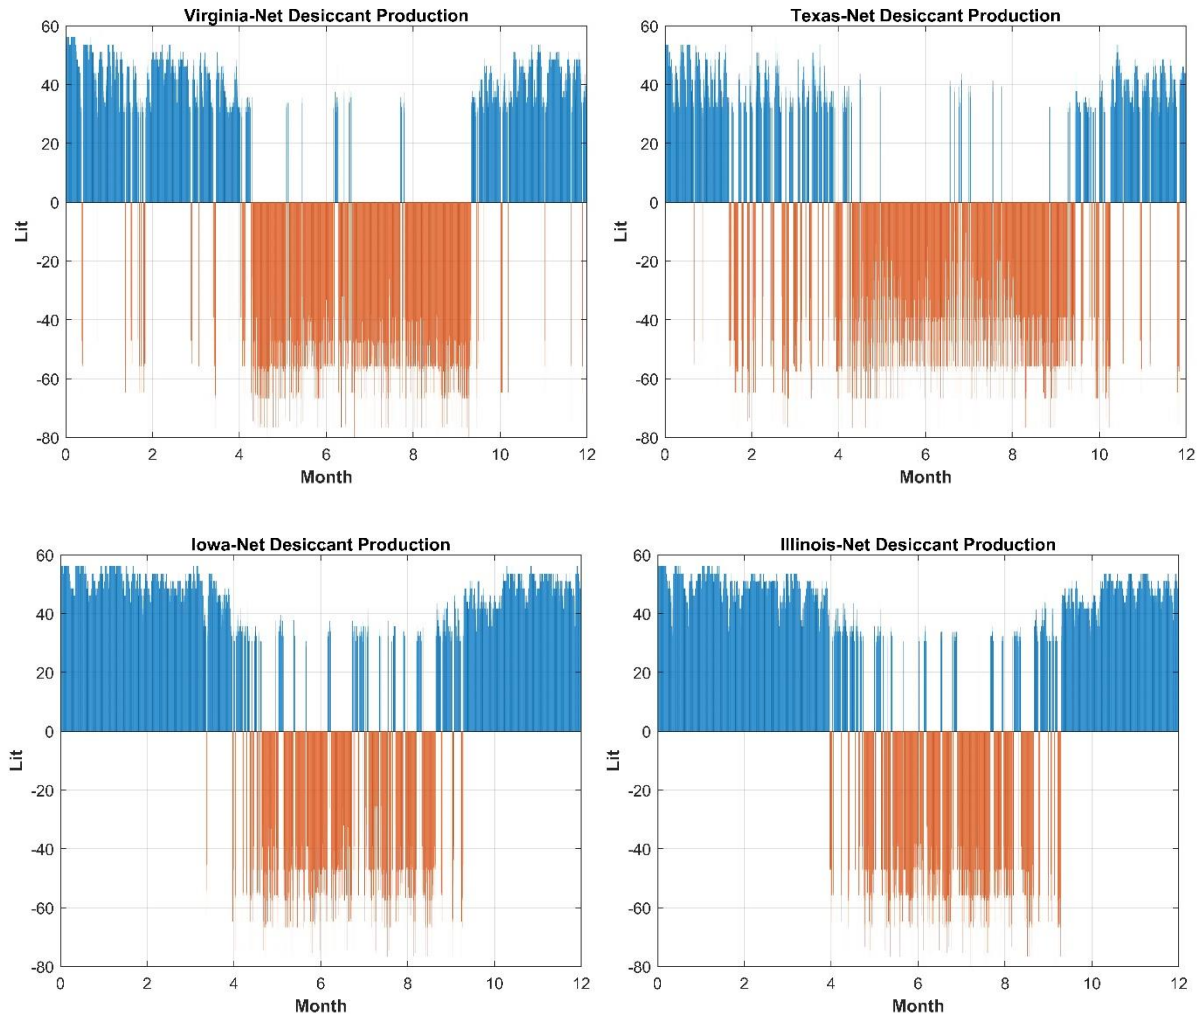 Virginia-Net Desiccant Production
60
40
20
0
-20
-40
-60
-80
Lit
0 2 4 6 8 10 12
Month
Texas-Net Desiccant Production
60
40
20
0
-20
-40
-60
-80
Lit
0 2 4 6 8 10 12
Month
Iowa-Net Desiccant Production
60
40
20
0
-20
-40
-60
-80
Lit
0 2 4 6 8 10 12
Month
Illinois-Net Desiccant Production
60
40
20
0
-20
-40
-60
-80
Lit
0 2 4 6 8 10 12
Month